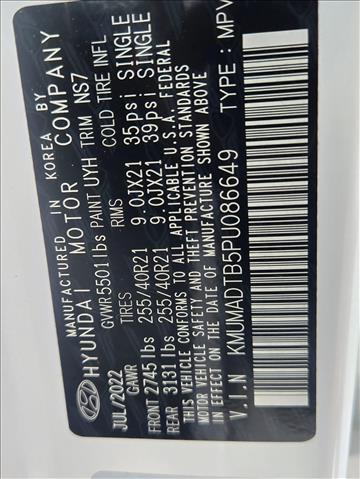 MANUFACTURED IN KOREA BY
HYUNDAI MOTOR COMPANY
GVWR 5501 lbs PAINT UYH TRIM NS7
JUL/2022 GAWR TIRES RIMS COLD TIRE INFL
FRONT 2745 lbs 255/40R21 9.0JX21 35psi SINGLE
REAR 3131 lbs 255/40R21 9.0JX21 39psi SINGLE
THIS VEHICLE CONFORMS TO ALL APPLICABLE U.S.A. FEDERAL
MOTOR VEHICLE SAFETY AND THEFT PREVENTION STANDARDS
IN EFFECT ON THE DATE OF MANUFACTURE SHOWN ABOVE
V.I.N KMUMADTB5PU086649 TYPE : MPV